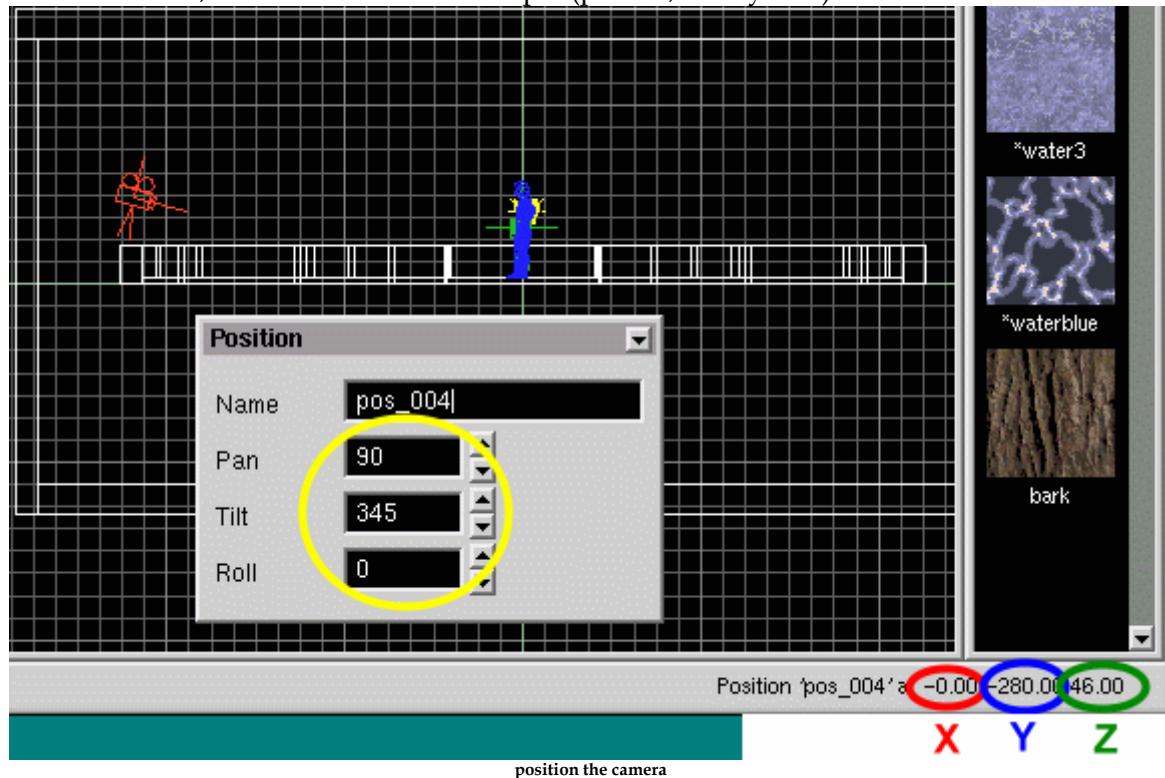 *water3
*waterblue
bark
Position
Name pos_004
Pan 90
Tilt 345
Roll 0
Position 'pos_004' a -0.00 -280.00 46.00
X Y Z
position the camera